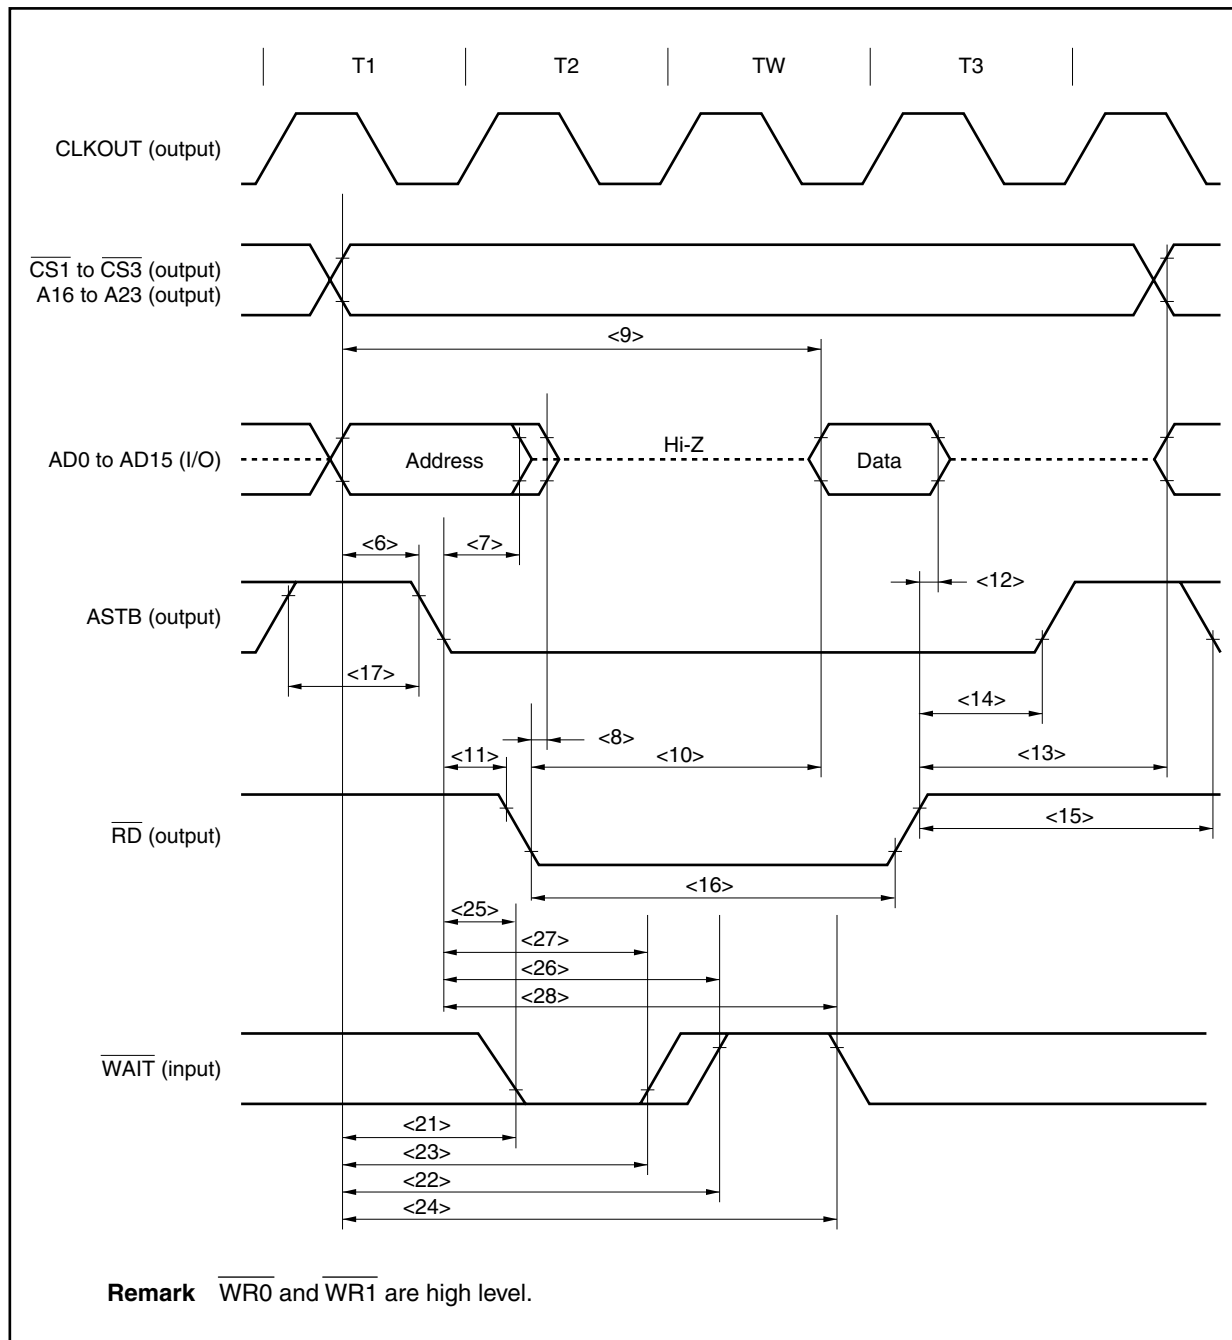 T1 T2 TW T3
CLKOUT (output)
CS1 to CS3 (output)
A16 to A23 (output)
<9>
AD0 to AD15 (I/O)
Address
Hi-Z
Data
<6>
<7>
<12>
ASTB (output)
<17>
<14>
<8>
<11>
<10>
<13>
<15>
RD (output)
<16>
<25>
<27>
<26>
<28>
WAIT (input)
<21>
<23>
<22>
<24>
Remark WR0 and WR1 are high level.